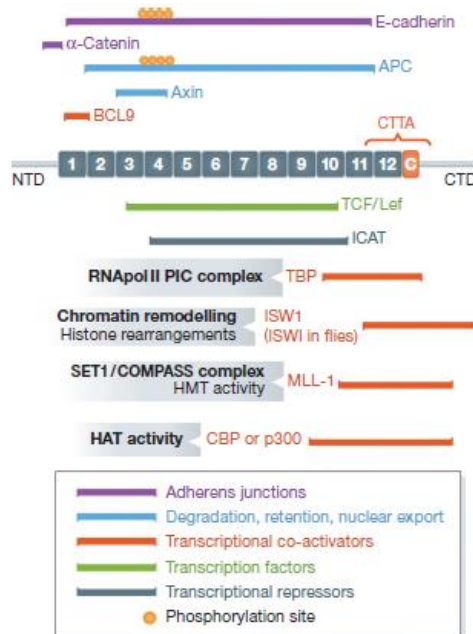 E-cadherin
α-Catenin
APC
Axin
BCL9
CTTA
NTD 1 2 3 4 5 6 7 8 9 10 11 12 C CTD
TCF/Lef
ICAT
RNApolII PIC complex TBP
Chromatin remodelling ISW1
Histone rearrangements (ISWI in flies)
SET1/COMPASS complex
HMT activity MLL-1
HAT activity CBP or p300
Adherens junctions
Degradation, retention, nuclear export
Transcriptional co-activators
Transcription factors
Transcriptional repressors
Phosphorylation site